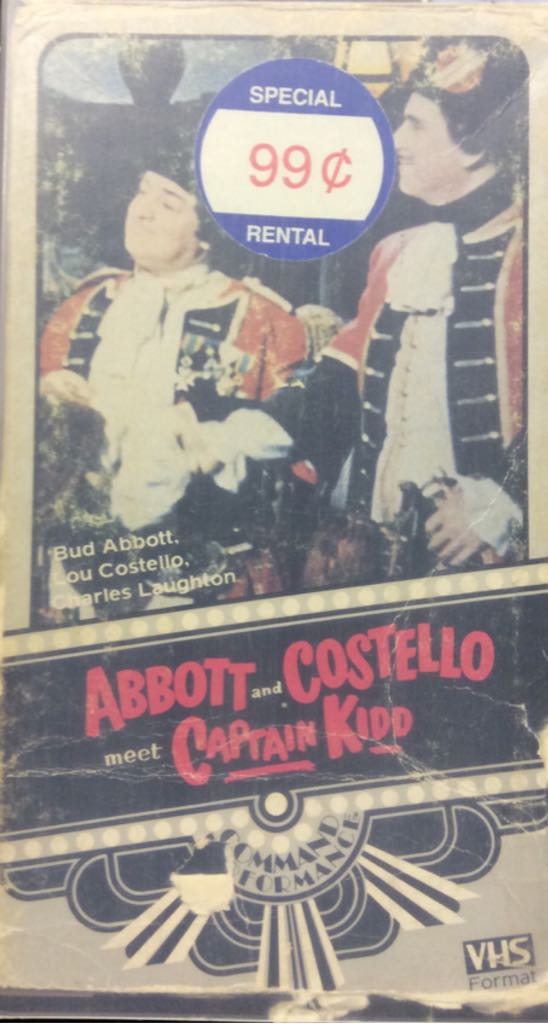 SPECIAL
99¢
RENTAL
Bud Abbott,
Lou Costello,
Charles Laughton
ABBOTT and COSTELLO
meet CAPTAIN KIDD
COMMAND
PERFORMANCE
VHS
Format